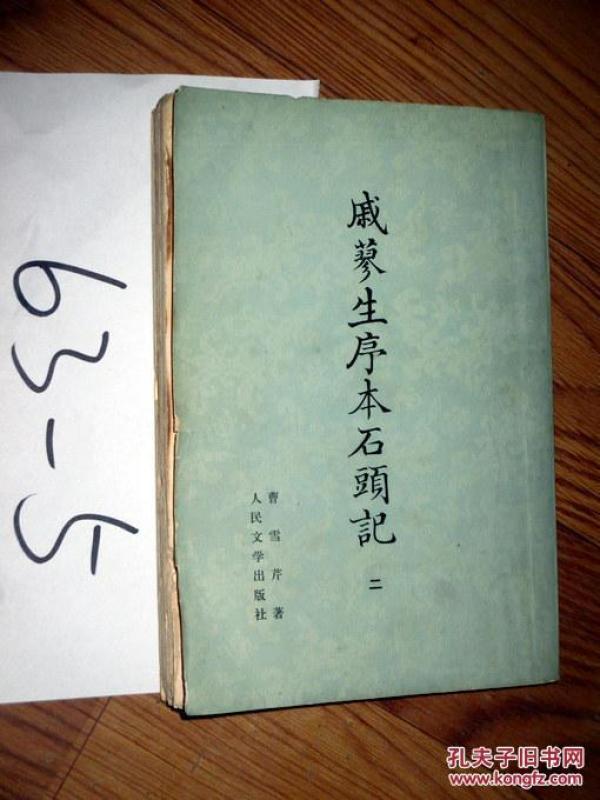 63-5
戚蓼生序本石頭記
二
曹雪芹著
人民文学出版社
孔夫子旧书网
www.kongfz.com